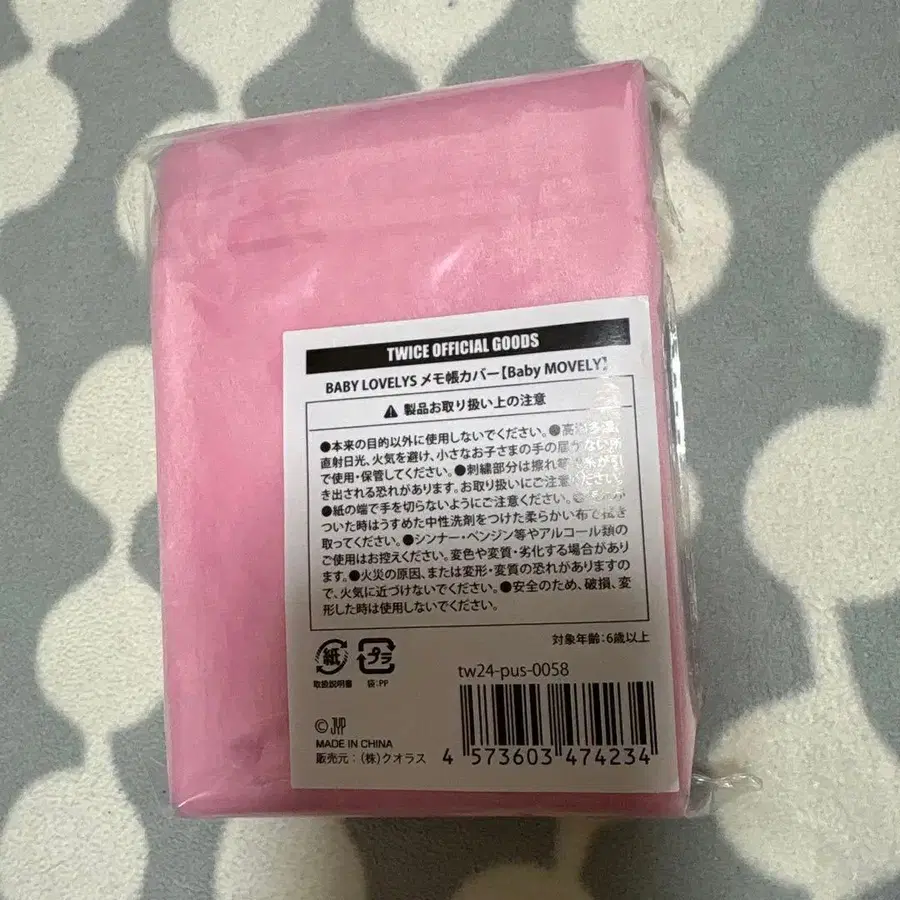 TWICE OFFICIAL GOODS
BABY LOVELYS メモ帳カバー【Baby MOVELY】
製品お取り扱い上の注意
●本来の目的以外に使用しないでください。●高温多湿、
直射日光、火気を避け、小さなお子さまの手の届かない所
で使用・保管してください。●刺繍部分は擦れ等で糸が引
き出される恐れがあります。お取り扱いにご注意ください。
●紙の端で手を切らないようにご注意ください。
ついた時はうすめた中性洗剤をつけた柔らかい布で拭き
取ってください。●シンナー・ベンジン等やアルコール類の
ご使用はお控えください。変色や変質・劣化する場合があり
ます。●火災の原因、または変形・変質の恐れがありますの
で、火気に近づけないでください。●安全のため、破損、変
形した時は使用しないでください。
対象年齢:6歳以上
紙 プラ
取扱説明書 袋:PP
tw24-pus-0058
© JYP
MADE IN CHINA
販売元:(株)クオラス
4 573603 474234